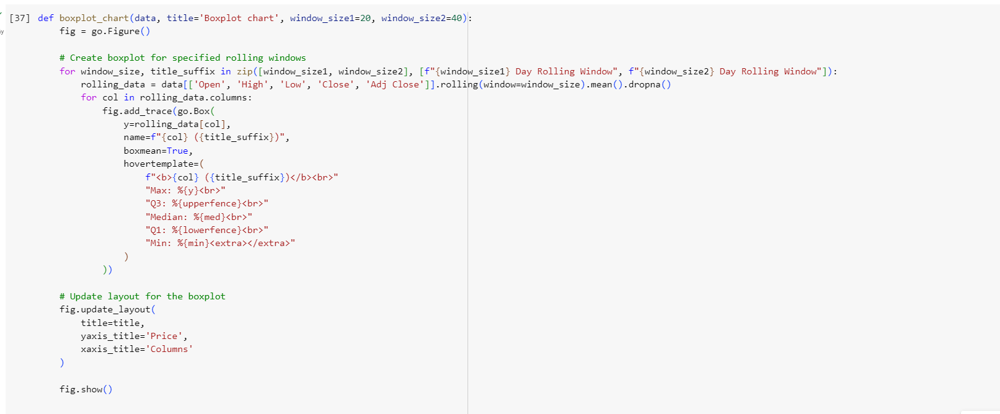 [37] def boxplot_chart(data, title='Boxplot chart', window_size1=20, window_size2=40):
    fig = go.Figure()

    # Create boxplot for specified rolling windows
    for window_size, title_suffix in zip([window_size1, window_size2], [f"{window_size1} Day Rolling Window", f"{window_size2} Day Rolling Window"]):
        rolling_data = data[['Open', 'High', 'Low', 'Close', 'Adj Close']].rolling(window=window_size).mean().dropna()
        for col in rolling_data.columns:
            fig.add_trace(go.Box(
                y=rolling_data[col],
                name=f"{col} ({title_suffix})",
                boxmean=True,
                hovertemplate=(
                    f"<b>{col} ({title_suffix})</b><br>"
                    "Max: %{y}<br>"
                    "Q3: %{upperfence}<br>"
                    "Median: %{med}<br>"
                    "Q1: %{lowerfence}<br>"
                    "Min: %{min}<extra></extra>"
                )
            ))

    # Update layout for the boxplot
    fig.update_layout(
        title=title,
        yaxis_title='Price',
        xaxis_title='Columns'
    )

    fig.show()